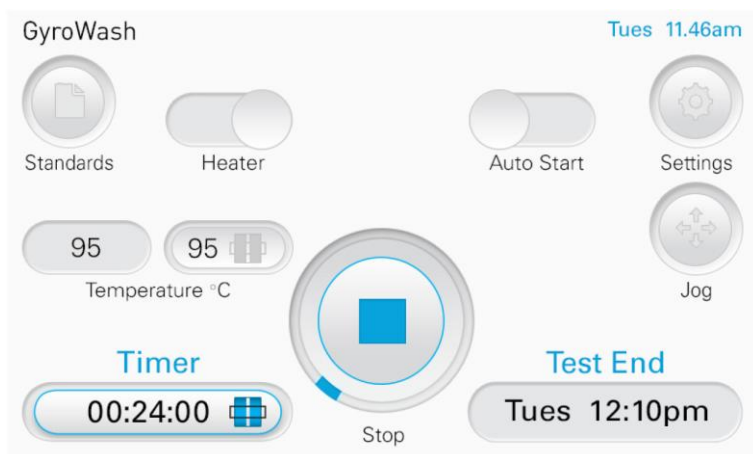 GyroWash
Tues 11.46am
Standards
Heater
Auto Start
Settings
95
95
Temperature °C
Jog
Timer
Test End
00:24:00
Tues 12:10pm
Stop